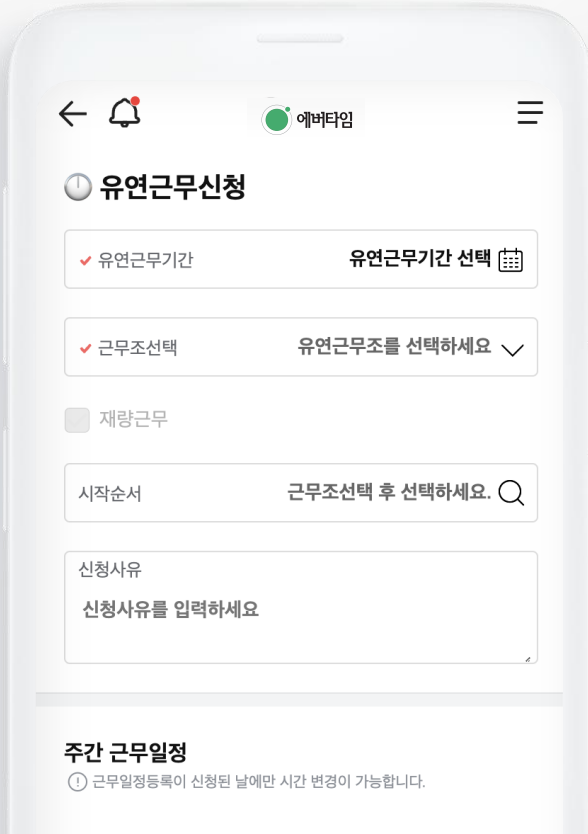 에버타임
유연근무신청
유연근무기간 유연근무기간 선택
근무조선택 유연근무조를 선택하세요
재량근무
시작순서 근무조선택 후 선택하세요.
신청사유
신청사유를 입력하세요
주간 근무일정
근무일정등록이 신청된 날에만 시간 변경이 가능합니다.